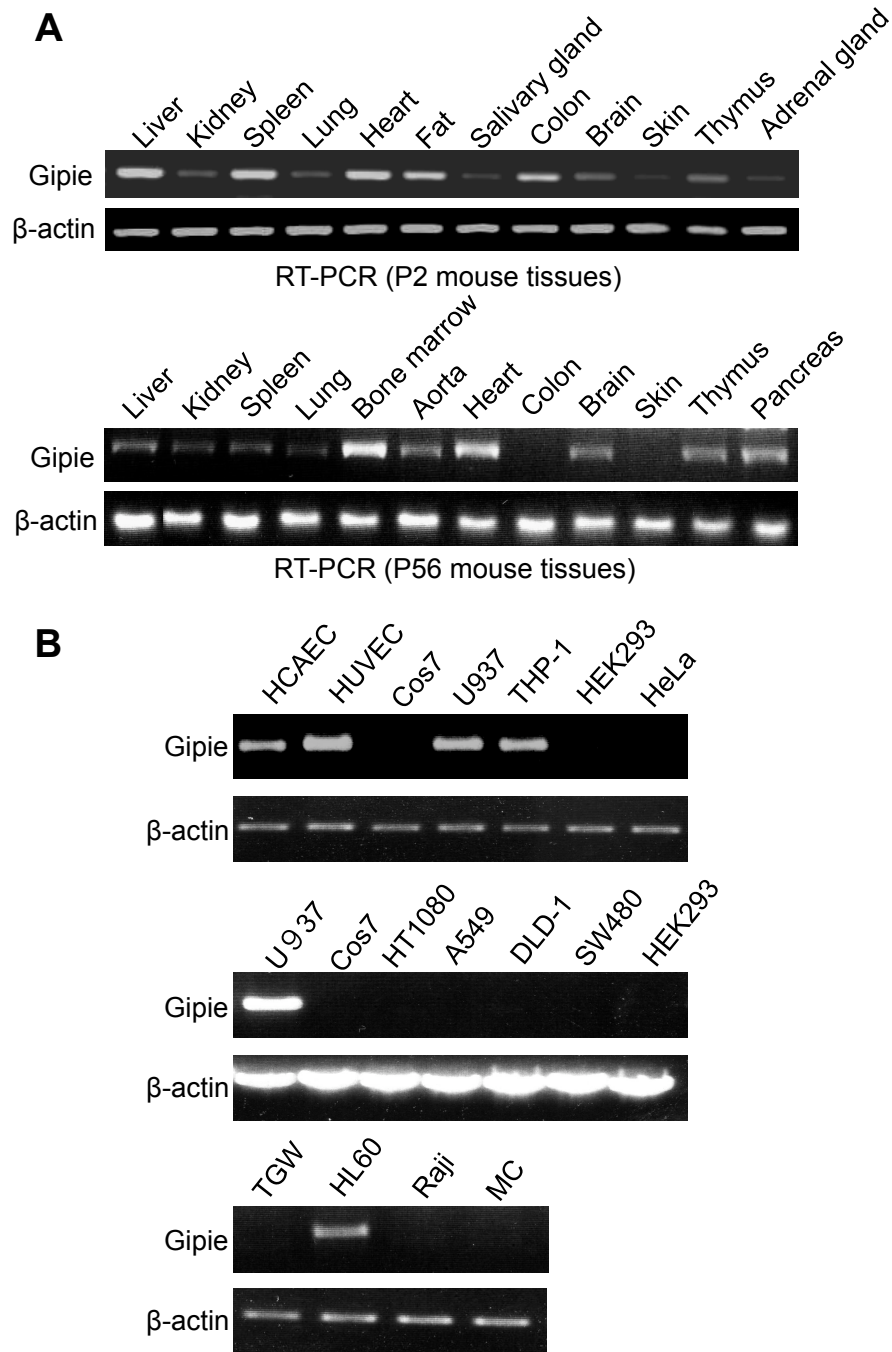 A
Liver Kidney Spleen Lung Heart Fat Salivary gland Colon Brain Skin Thymus Adrenal gland
Gipie
β-actin
RT-PCR (P2 mouse tissues)
Liver Kidney Spleen Lung Bone marrow Aorta Heart Colon Brain Skin Thymus Pancreas
Gipie
β-actin
RT-PCR (P56 mouse tissues)
B
HCAEC HUVEC Cos7 U937 THP-1 HEK293 HeLa
Gipie
β-actin
U937 Cos7 HT1080 A549 DLD-1 SW480 HEK293
Gipie
β-actin
TGW HL60 Raji MC
Gipie
β-actin